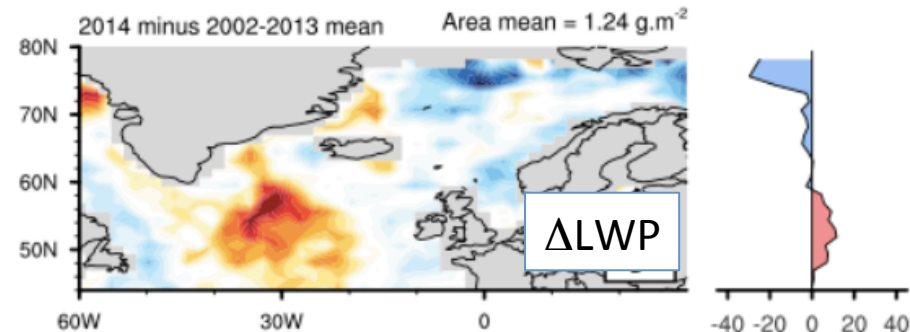 2014 minus 2002-2013 mean
Area mean = 1.24 g.m-2
80N
70N
60N
50N
ΔLWP
60W 30W 0
-40 -20 0 20 40